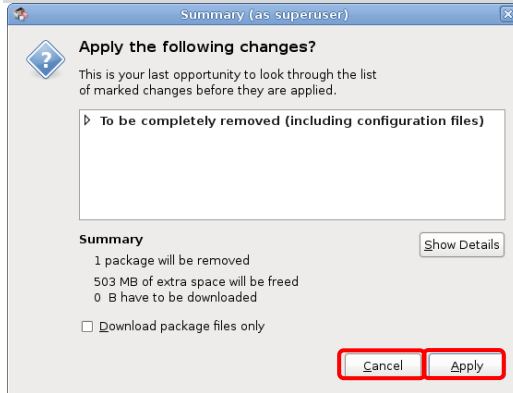 Summary (as superuser)
Apply the following changes?
This is your last opportunity to look through the list
of marked changes before they are applied.
To be completely removed (including configuration files)
Summary
Show Details
1 package will be removed
503 MB of extra space will be freed
0 B have to be downloaded
Download package files only
Cancel
Apply